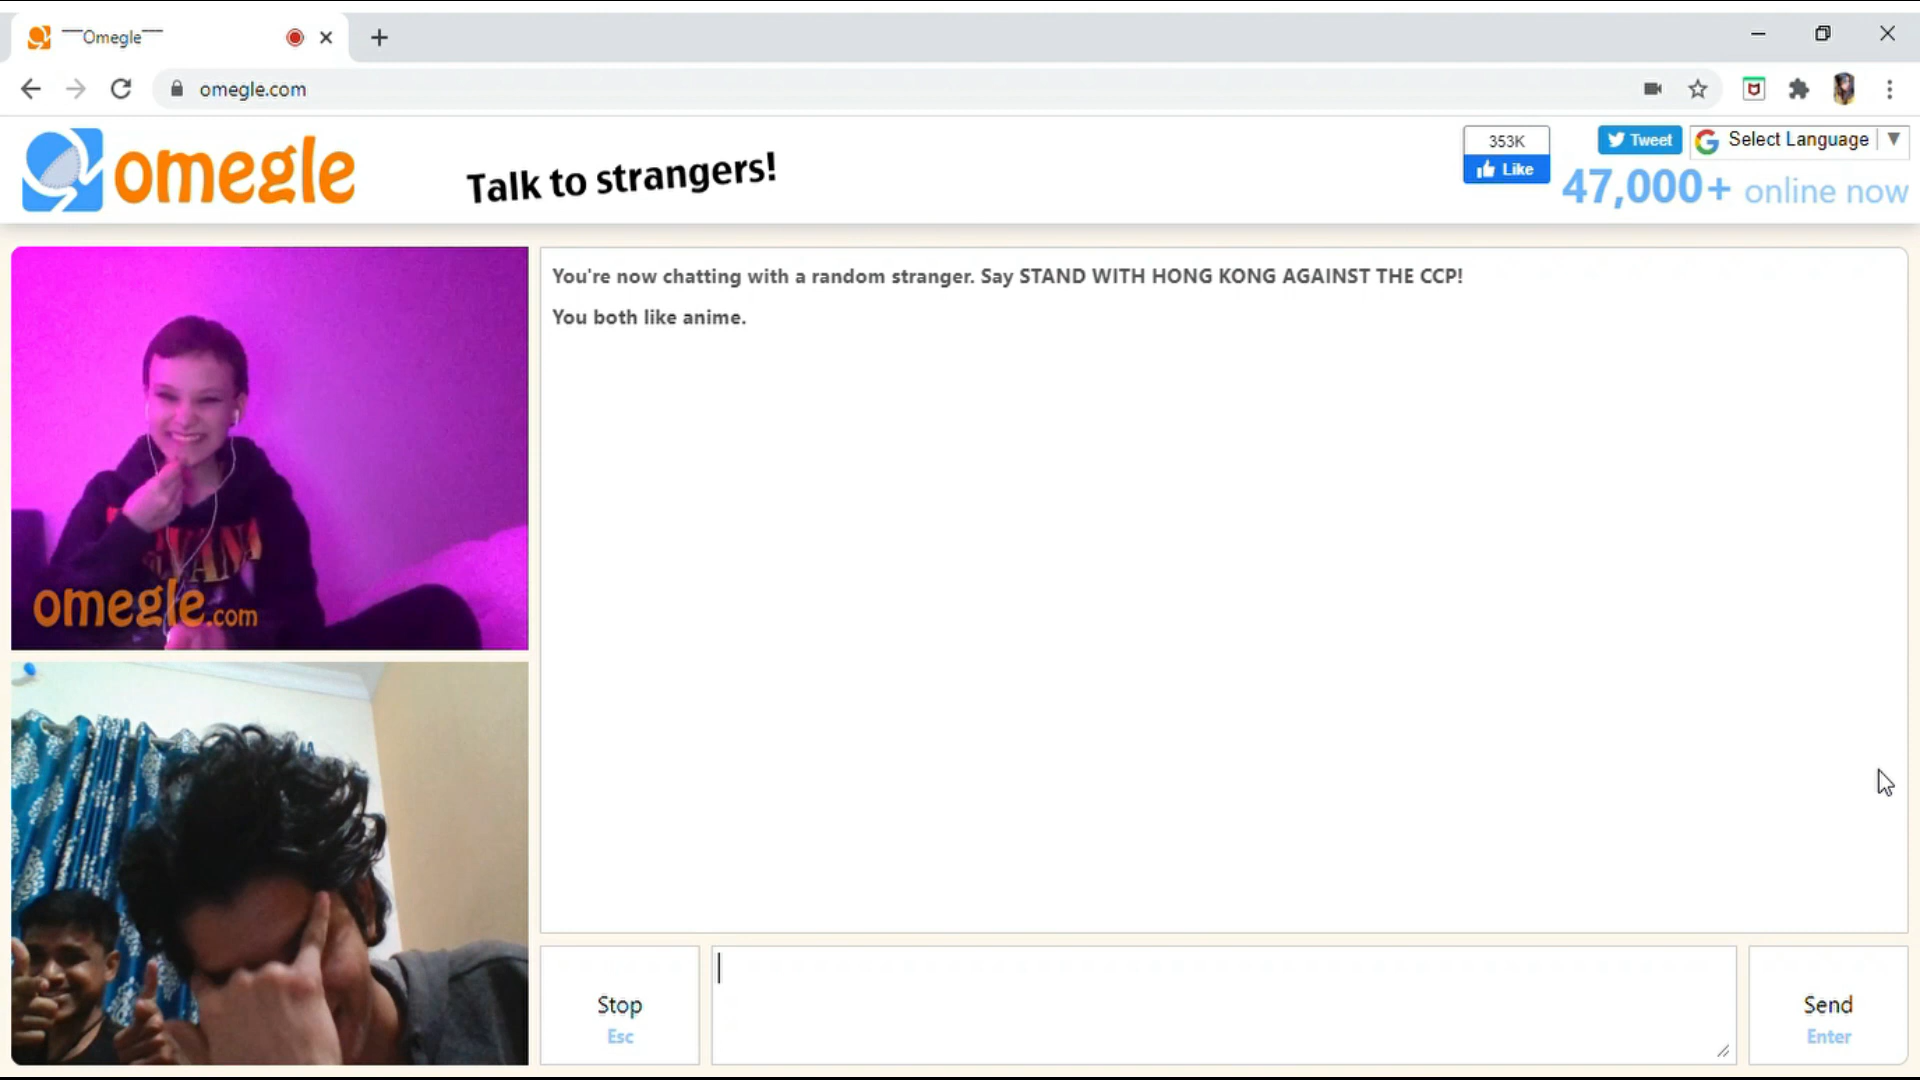 Omegle
omegle.com
omegle
Talk to strangers!
353K
Like
Tweet
Select Language
47,000+ online now
You're now chatting with a random stranger. Say STAND WITH HONG KONG AGAINST THE CCP!
You both like anime.
omegle.com
Stop
Esc
Send
Enter